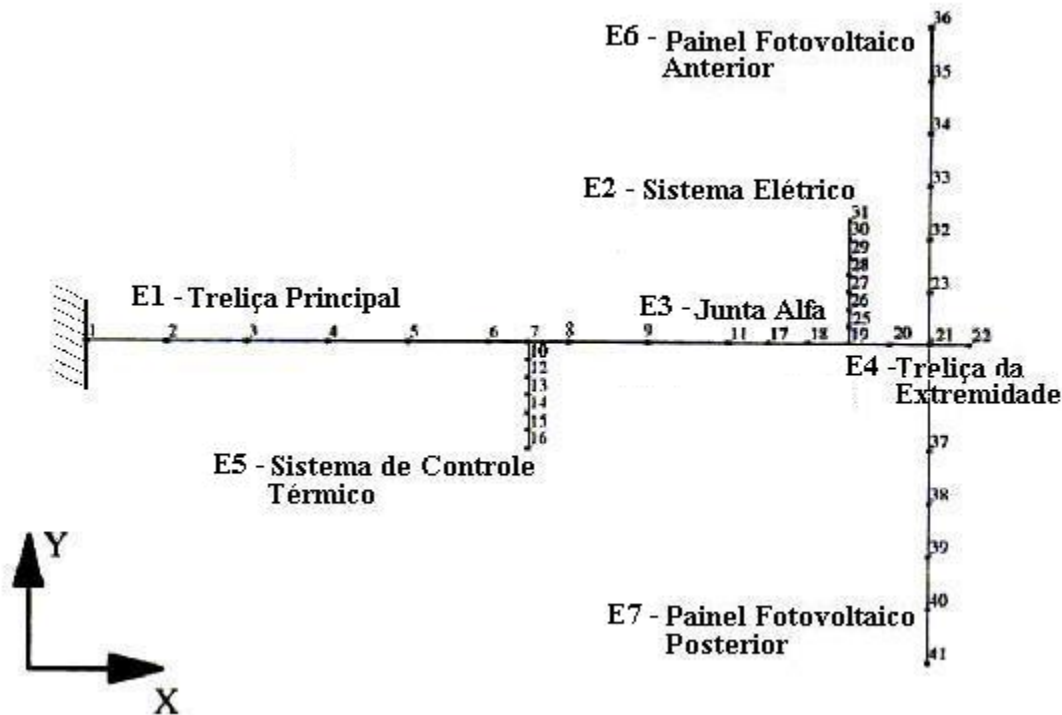 36
E6 - Painel Fotovoltaico
Anterior
35
34
33
E2 - Sistema Elétrico
31
30
32
29
28
27
23
26
E1 - Treliça Principal
E3 - Junta Alfa
25
1 2 3 4 5 6 7 8 9 11 17 18 19 20 21 22
10
E4 - Treliça da
Extremidade
12
13
14
15
16
37
E5 - Sistema de Controle
Térmico
38
39
Y
40
E7 - Painel Fotovoltaico
Posterior
41
X